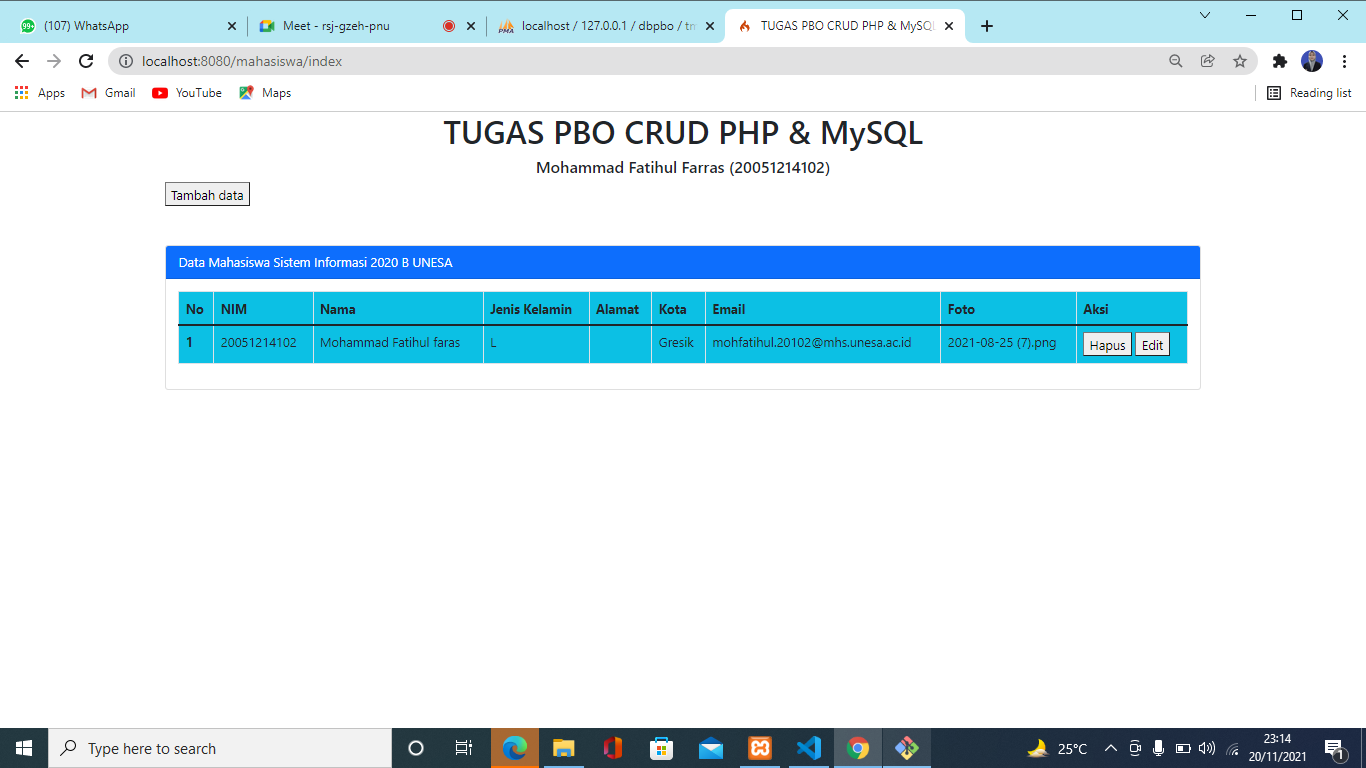 (107) WhatsApp
Meet - rsj-gzeh-pnu
localhost / 127.0.0.1 / dbpbo / tm
TUGAS PBO CRUD PHP & MySQL
localhost:8080/mahasiswa/index
Apps
Gmail
YouTube
Maps
Reading list
TUGAS PBO CRUD PHP & MySQL
Mohammad Fatihul Farras (20051214102)
Tambah data
Data Mahasiswa Sistem Informasi 2020 B UNESA
No NIM Nama Jenis Kelamin Alamat Kota Email Foto Aksi
1 20051214102 Mohammad Fatihul faras L Gresik mohfatihul.20102@mhs.unesa.ac.id 2021-08-25 (7).png Hapus Edit
Type here to search
25°C
23:14
20/11/2021
1
99+
PMA